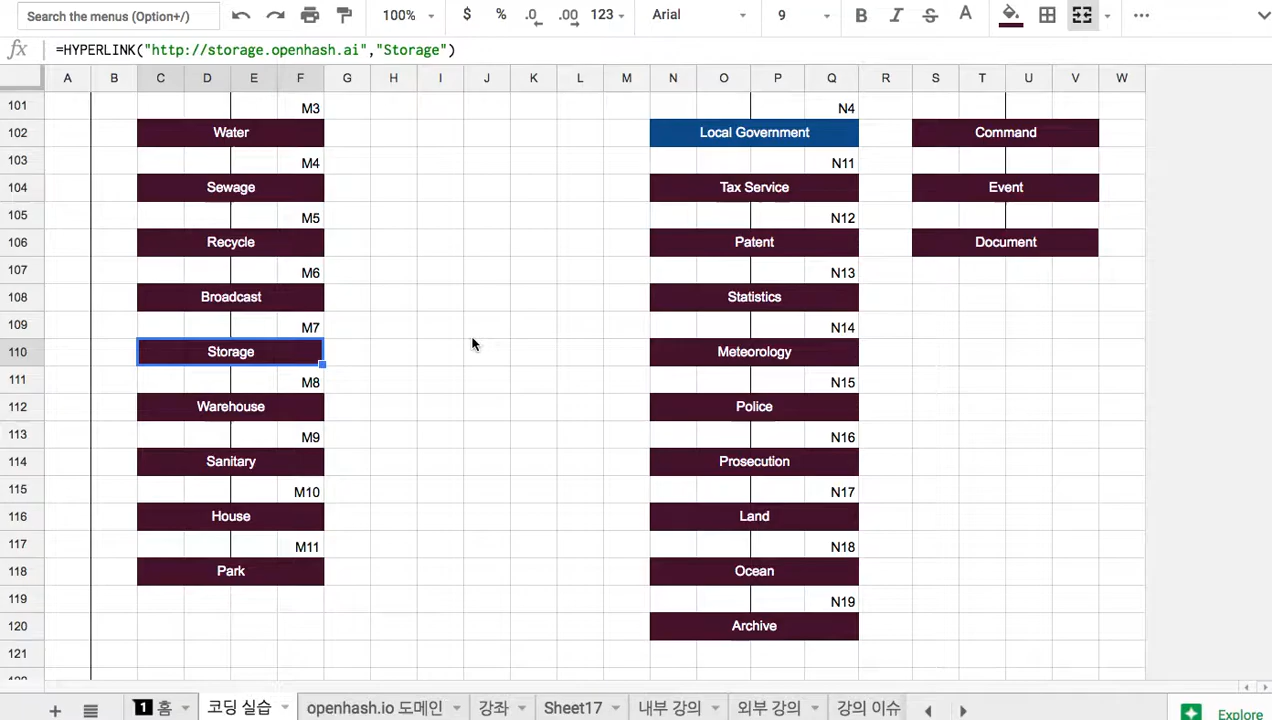 Search the menus (Option+/) 100% $ % .0 .00 123 Arial 9 B I S A
fx =HYPERLINK("http://storage.openhash.ai","Storage")
A B C D E F G H I J K L M N O P Q R S T U V W
101 M3 N4
102 Water Local Government Command
103 M4 N11
104 Sewage Tax Service Event
105 M5 N12
106 Recycle Patent Document
107 M6 N13
108 Broadcast Statistics
109 M7 N14
110 Storage Meteorology
111 M8 N15
112 Warehouse Police
113 M9 N16
114 Sanitary Prosecution
115 M10 N17
116 House Land
117 M11 N18
118 Park Ocean
119 N19
120 Archive
121
1 홈 코딩 실습 openhash.io 도메인 강좌 Sheet17 내부 강의 외부 강의 강의 이슈 Explore